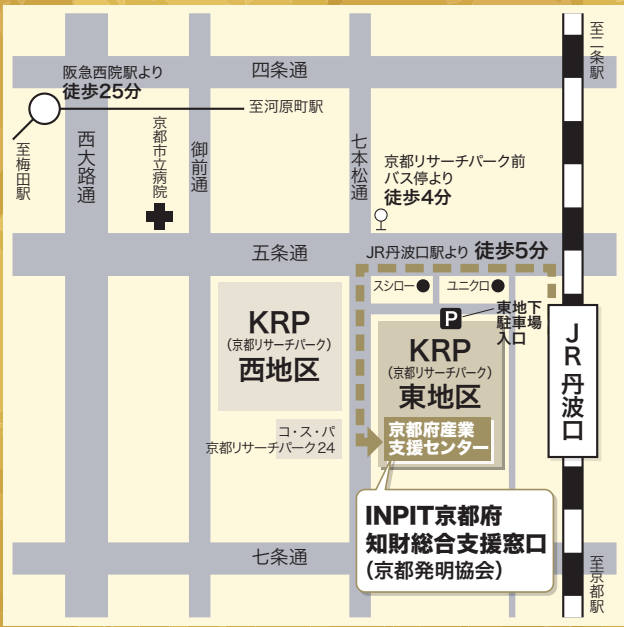 阪急西院駅より
徒歩25分
四条通
至二条駅
至河原町駅
至梅田駅
西大路通
京都市立病院
御前通
七本松通
京都リサーチパーク前
バス停より
徒歩4分
五条通
JR丹波口駅より 徒歩5分
スシロー
ユニクロ
P
東地下
駐車場
入口
KRP
(京都リサーチパーク)
西地区
KRP
(京都リサーチパーク)
東地区
JR丹波口
コ・ス・パ
京都リサーチパーク24
京都府産業
支援センター
INPIT京都府
知財総合支援窓口
(京都発明協会)
七条通
至京都駅